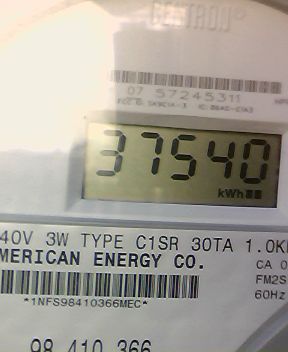 CENTRON®
07 57245311
37540
kWh
40V 3W TYPE C1SR 30TA 1.0K
MERICAN ENERGY CO.
CA 0
FM2S
60Hz
*1NFS98410366MEC*
98 410 366